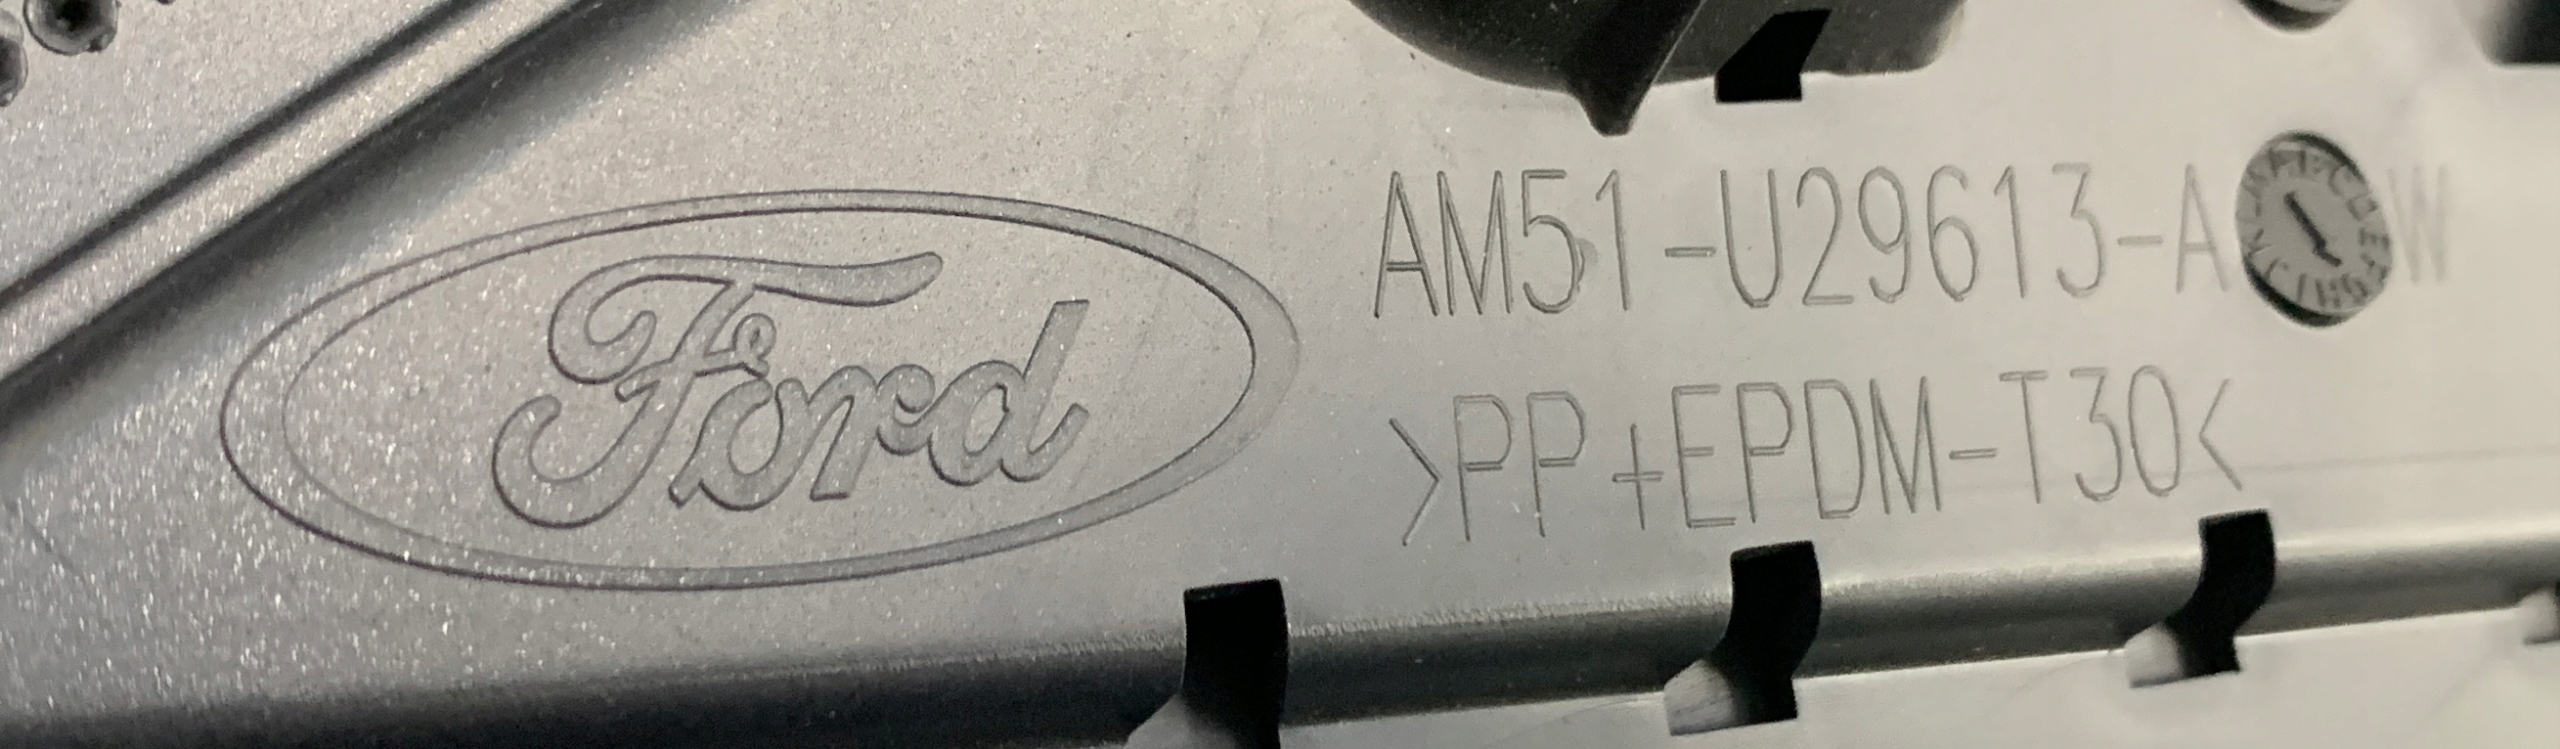 Ford
AM51-U29613-A W
>PP+EPDM-T30<